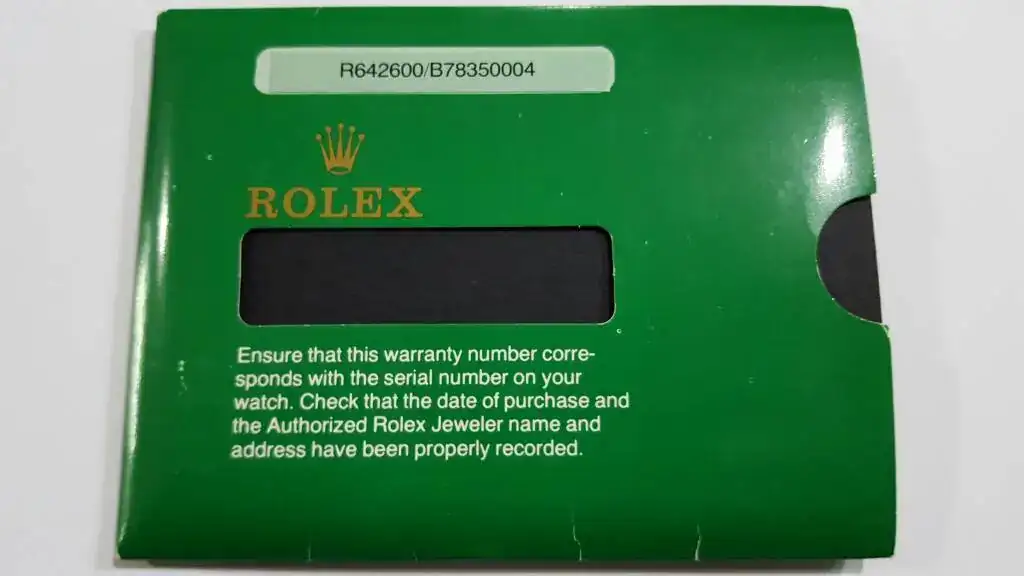 R642600/B78350004
ROLEX
Ensure that this warranty number corre-
sponds with the serial number on your
watch. Check that the date of purchase and
the Authorized Rolex Jeweler name and
address have been properly recorded.